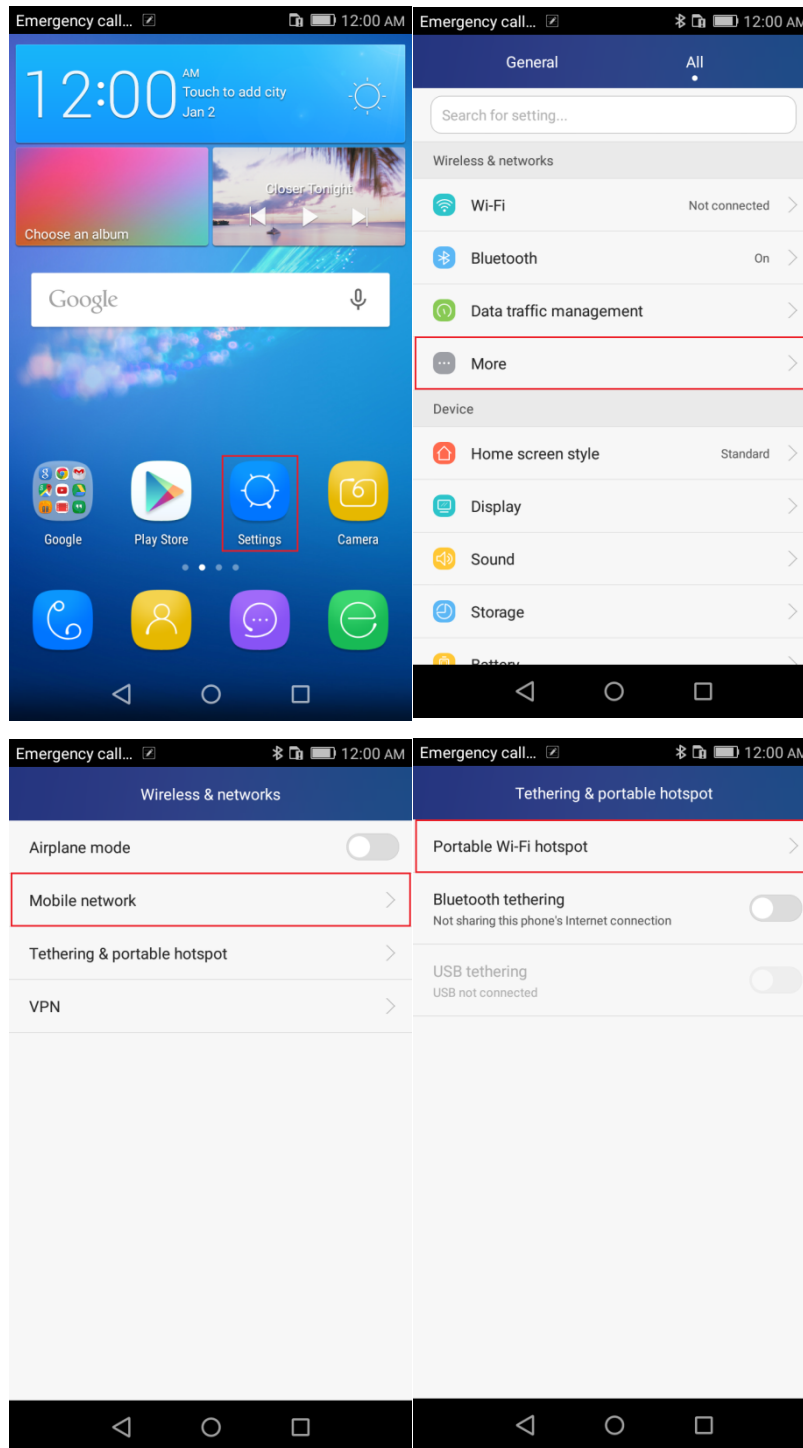 Emergency call... 12:00 AM
12:00 AM
Touch to add city
Jan 2
Choose an album
Closer Tonight
Google
Google Play Store Settings Camera
Emergency call... 12:00 AM
General All
Search for setting...
Wireless & networks
Wi-Fi Not connected
Bluetooth On
Data traffic management
More
Device
Home screen style Standard
Display
Sound
Storage
Battery
Emergency call... 12:00 AM
Wireless & networks
Airplane mode
Mobile network
Tethering & portable hotspot
VPN
Emergency call... 12:00 AM
Tethering & portable hotspot
Portable Wi-Fi hotspot
Bluetooth tethering
Not sharing this phone's Internet connection
USB tethering
USB not connected